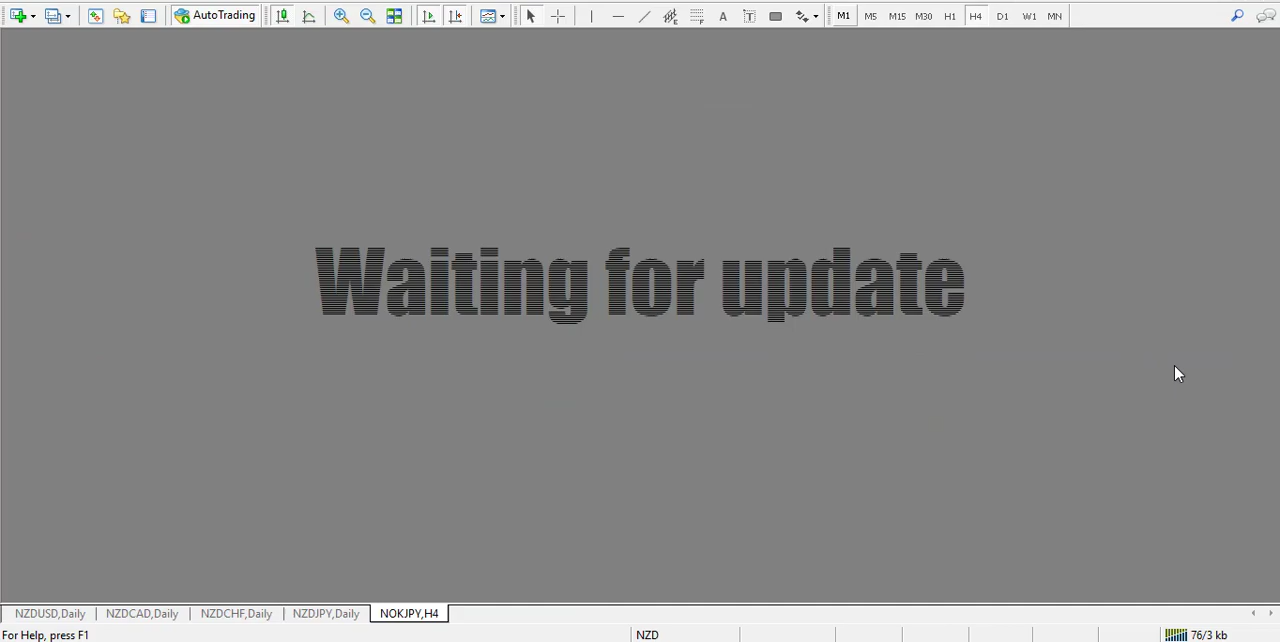 AutoTrading A T M1 M5 M15 M30 H1 H4 D1 W1 MN
Waiting for update
NZDUSD,Daily NZDCAD,Daily NZDCHF,Daily NZDJPY,Daily NOKJPY,H4
For Help, press F1 NZD 76/3 kb